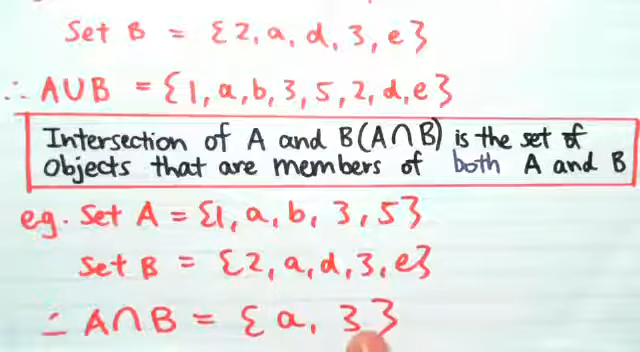 Set B = {2, a, d, 3, e}
∴ A∪B = {1, a, b, 3, 5, 2, d, e}
Intersection of A and B (A∩B) is the set of
objects that are members of both A and B
e.g. Set A = {1, a, b, 3, 5}
Set B = {2, a, d, 3, e}
∴ A∩B = {a, 3}